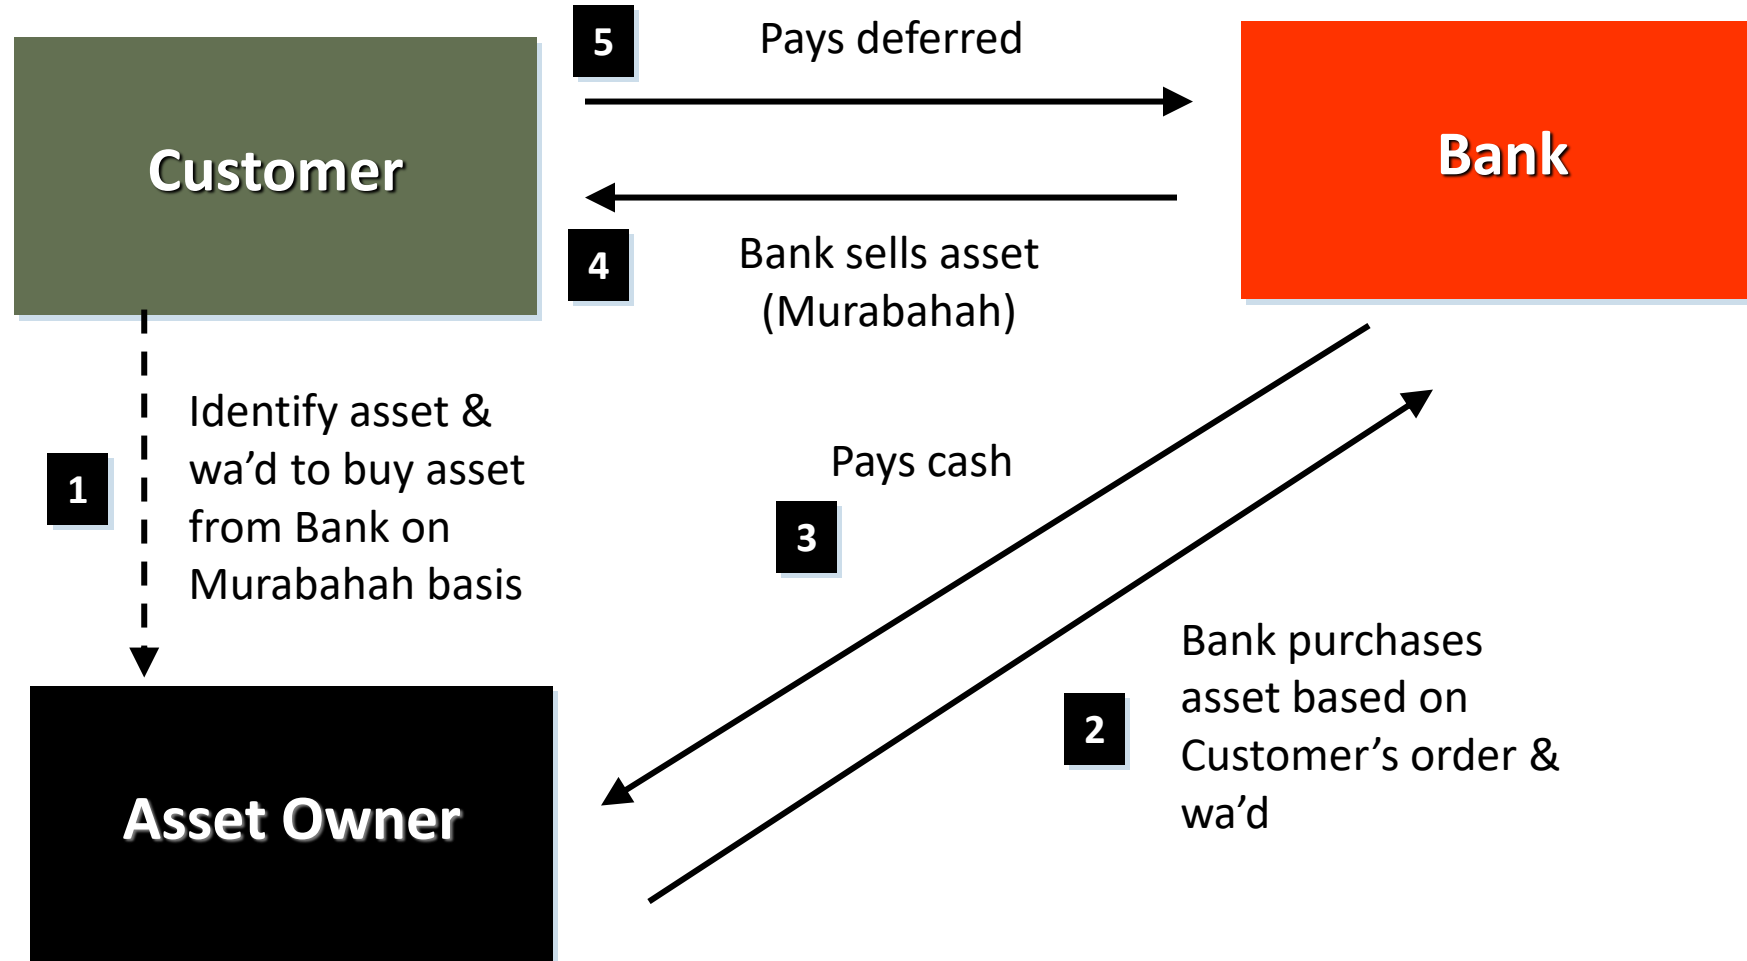 5
Pays deferred
Customer
Bank
4
Bank sells asset
(Murabahah)
1
Identify asset &
wa’d to buy asset
from Bank on
Murabahah basis
Pays cash
3
2
Bank purchases
asset based on
Customer’s order &
wa’d
Asset Owner